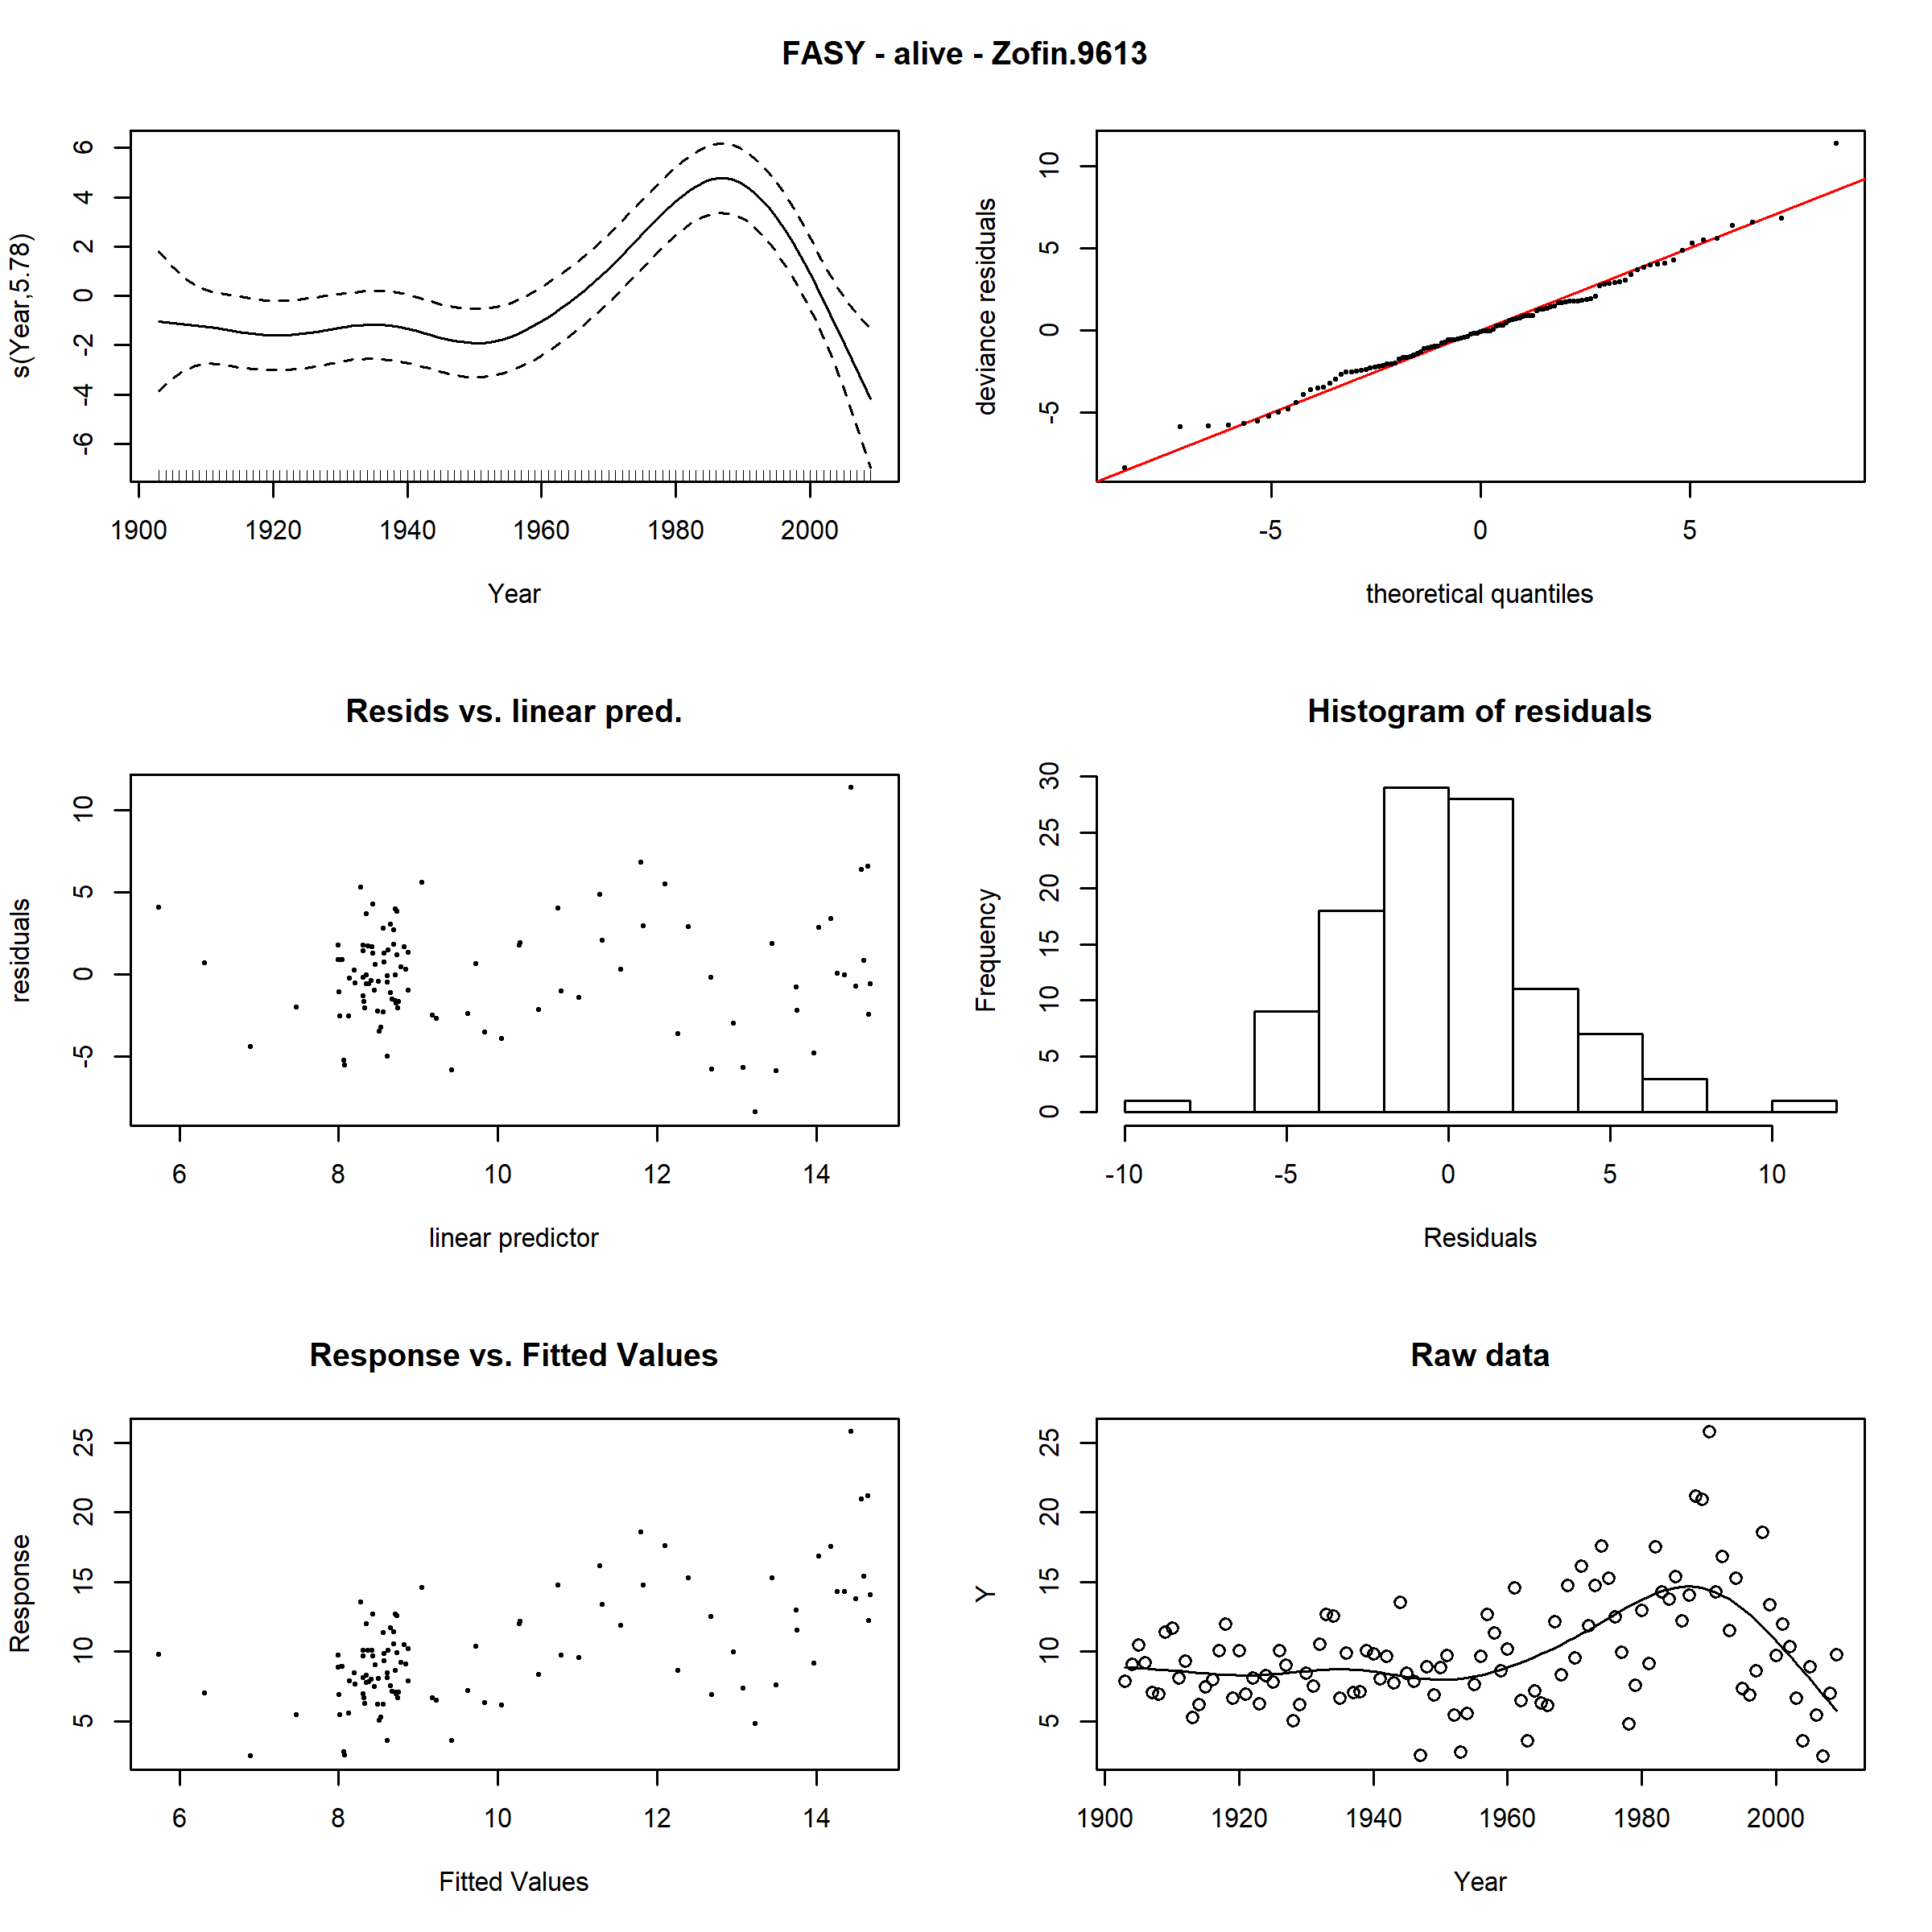 FASY - alive - Zofin.9613
s(Year,5.78)
6
4
2
0
-2
-4
-6
1900 1920 1940 1960 1980 2000
Year
deviance residuals
10
5
0
-5
-5 0 5
theoretical quantiles
Resids vs. linear pred.
residuals
10
5
0
-5
6 8 10 12 14
linear predictor
Histogram of residuals
Frequency
30
25
20
15
10
5
0
-10 -5 0 5 10
Residuals
Response vs. Fitted Values
Response
25
20
15
10
5
6 8 10 12 14
Fitted Values
Raw data
Y
25
20
15
10
5
1900 1920 1940 1960 1980 2000
Year